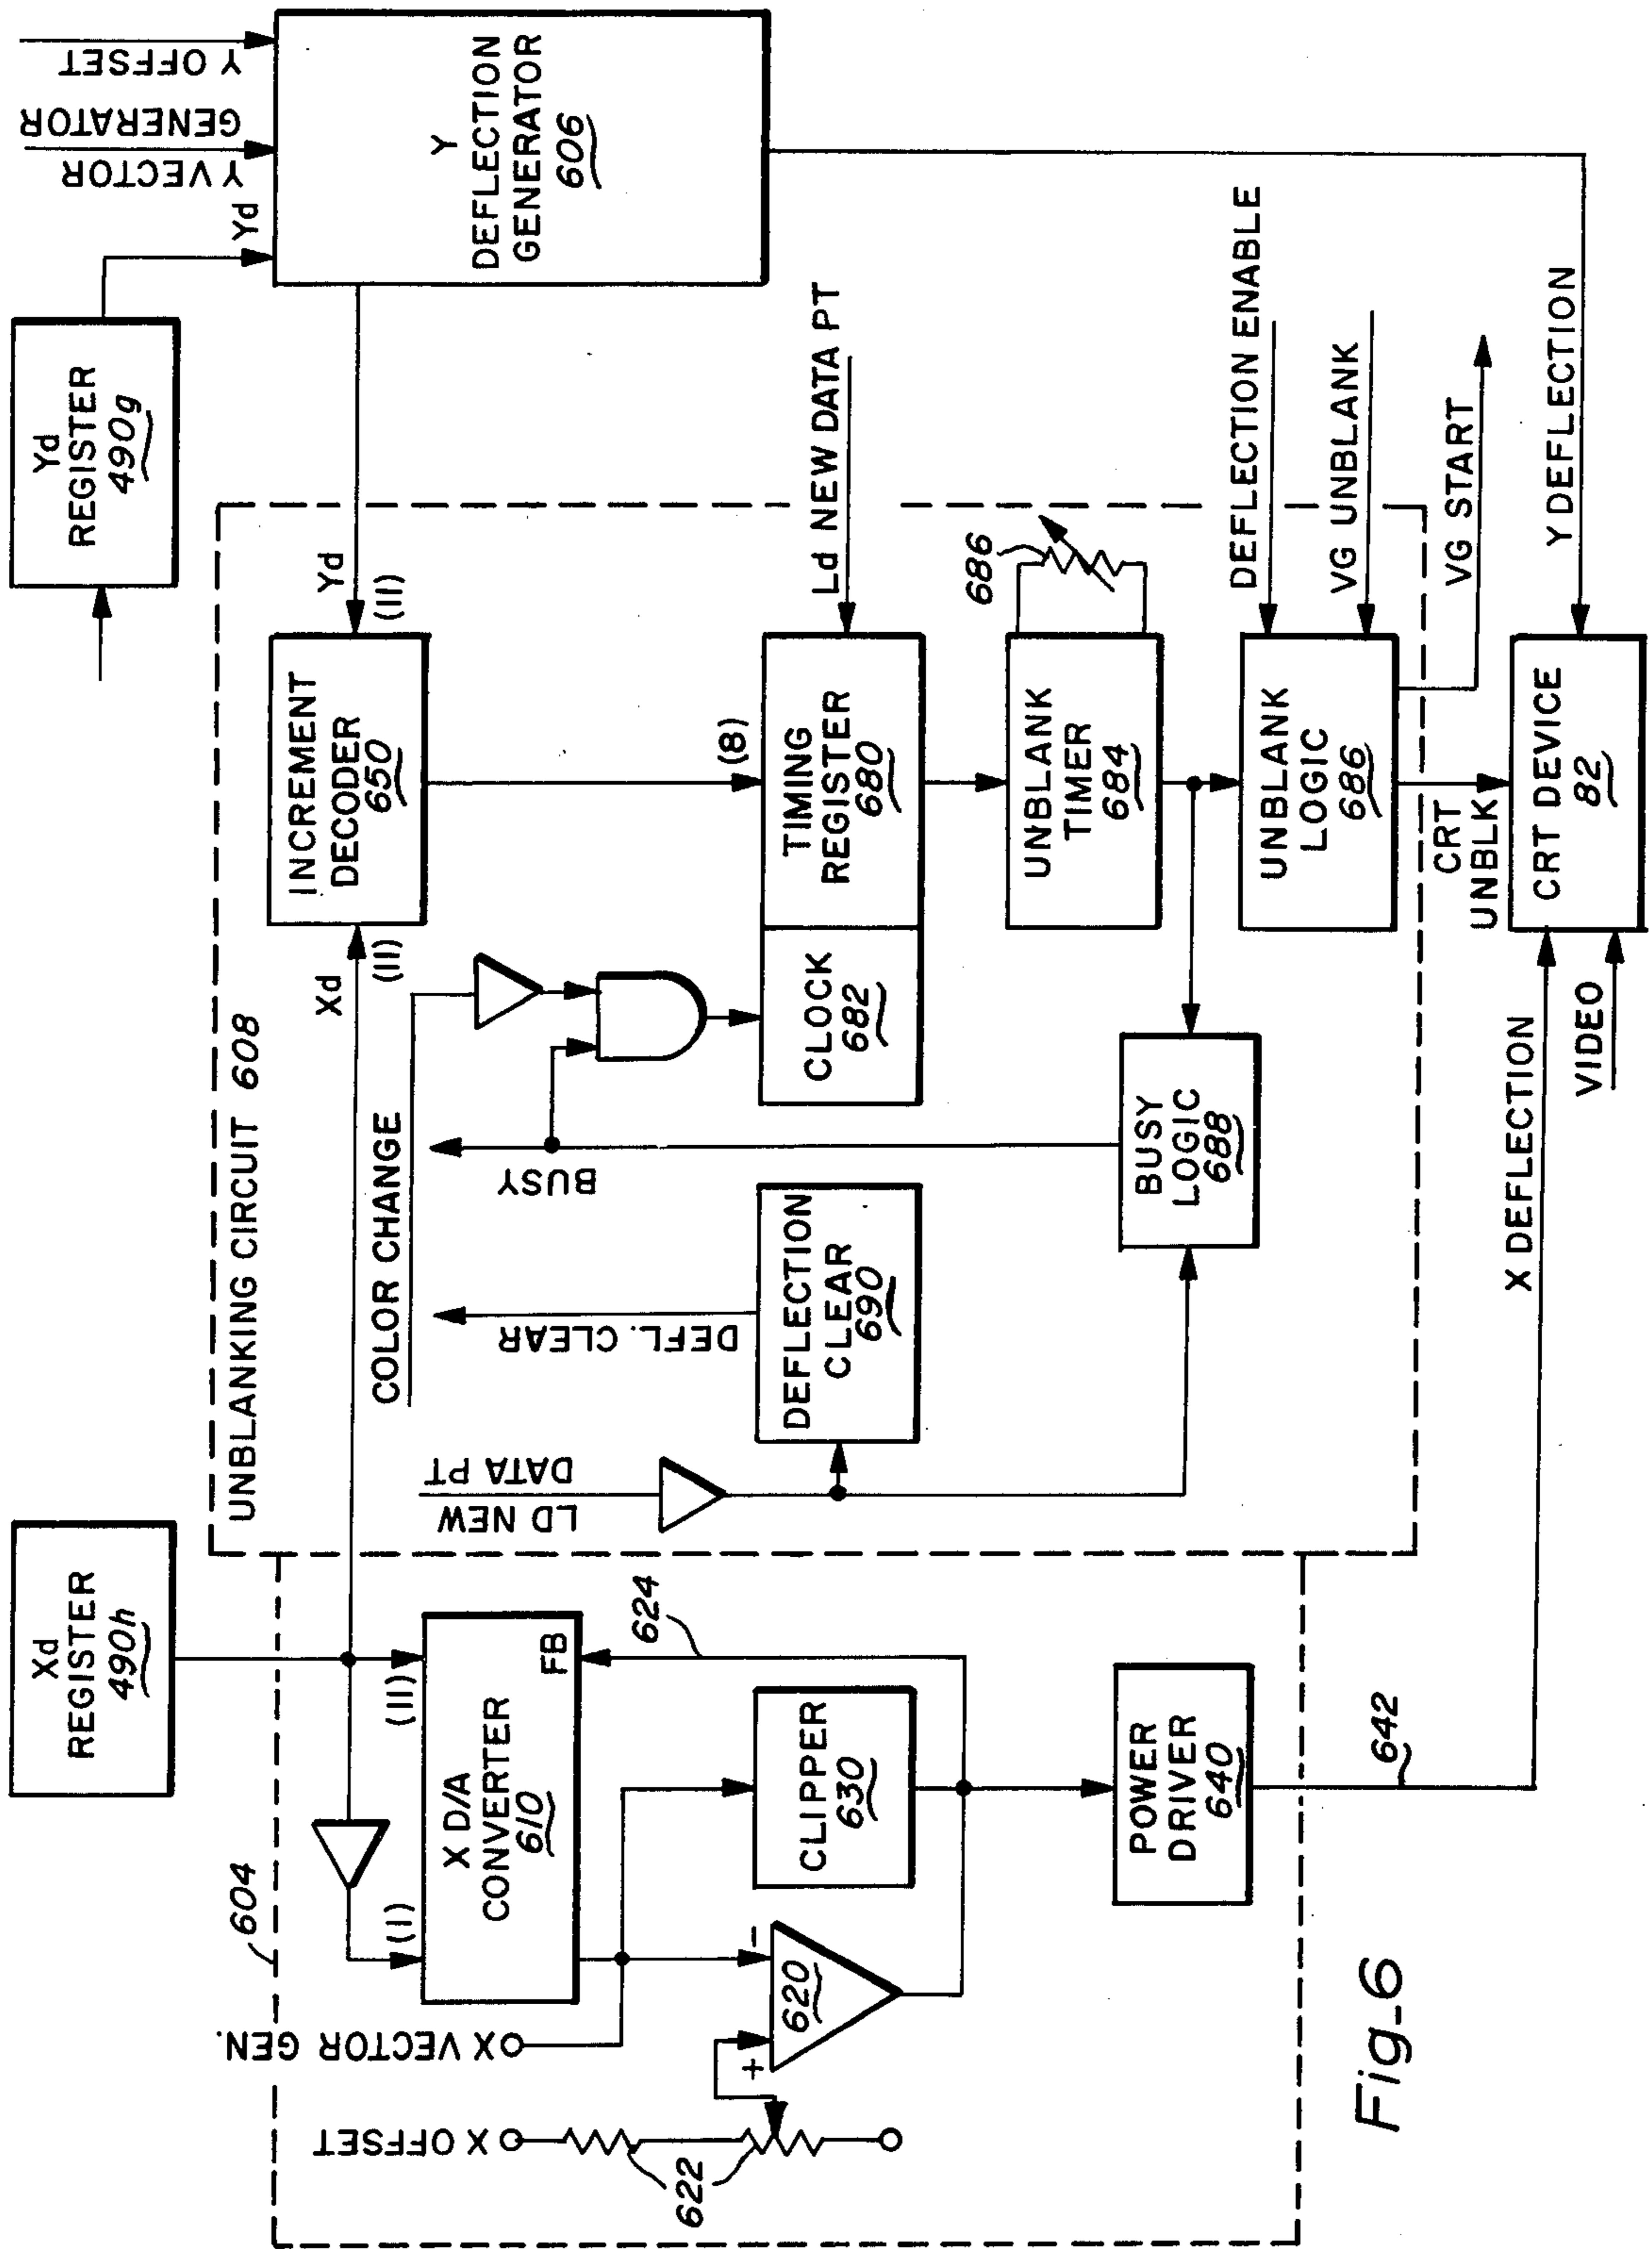 Xd
REGISTER
490h
Yd
REGISTER
490g
Yd
Y VECTOR
GENERATOR
Y OFFSET
Y
DEFLECTION
GENERATOR
606
604
UNBLANKING CIRCUIT 608
(1)
(11)
X D/A
CONVERTER
610
FB
624
X VECTOR GEN.
X OFFSET
622
+
-
620
CLIPPER
630
POWER
DRIVER
640
642
Xd
(11)
INCREMENT
DECODER
650
Yd
(11)
COLOR CHANGE
LD NEW
DATA PT
DEFL. CLEAR
DEFLECTION
CLEAR
690
BUSY
CLOCK
682
(8)
TIMING
REGISTER
680
Ld NEW DATA PT
UNBLANK
TIMER
684
686
BUSY
LOGIC
688
UNBLANK
LOGIC
686
DEFLECTION ENABLE
VG UNBLANK
VG START
CRT
UNBLK
X DEFLECTION
VIDEO
CRT DEVICE
82
Y DEFLECTION
Fig_6